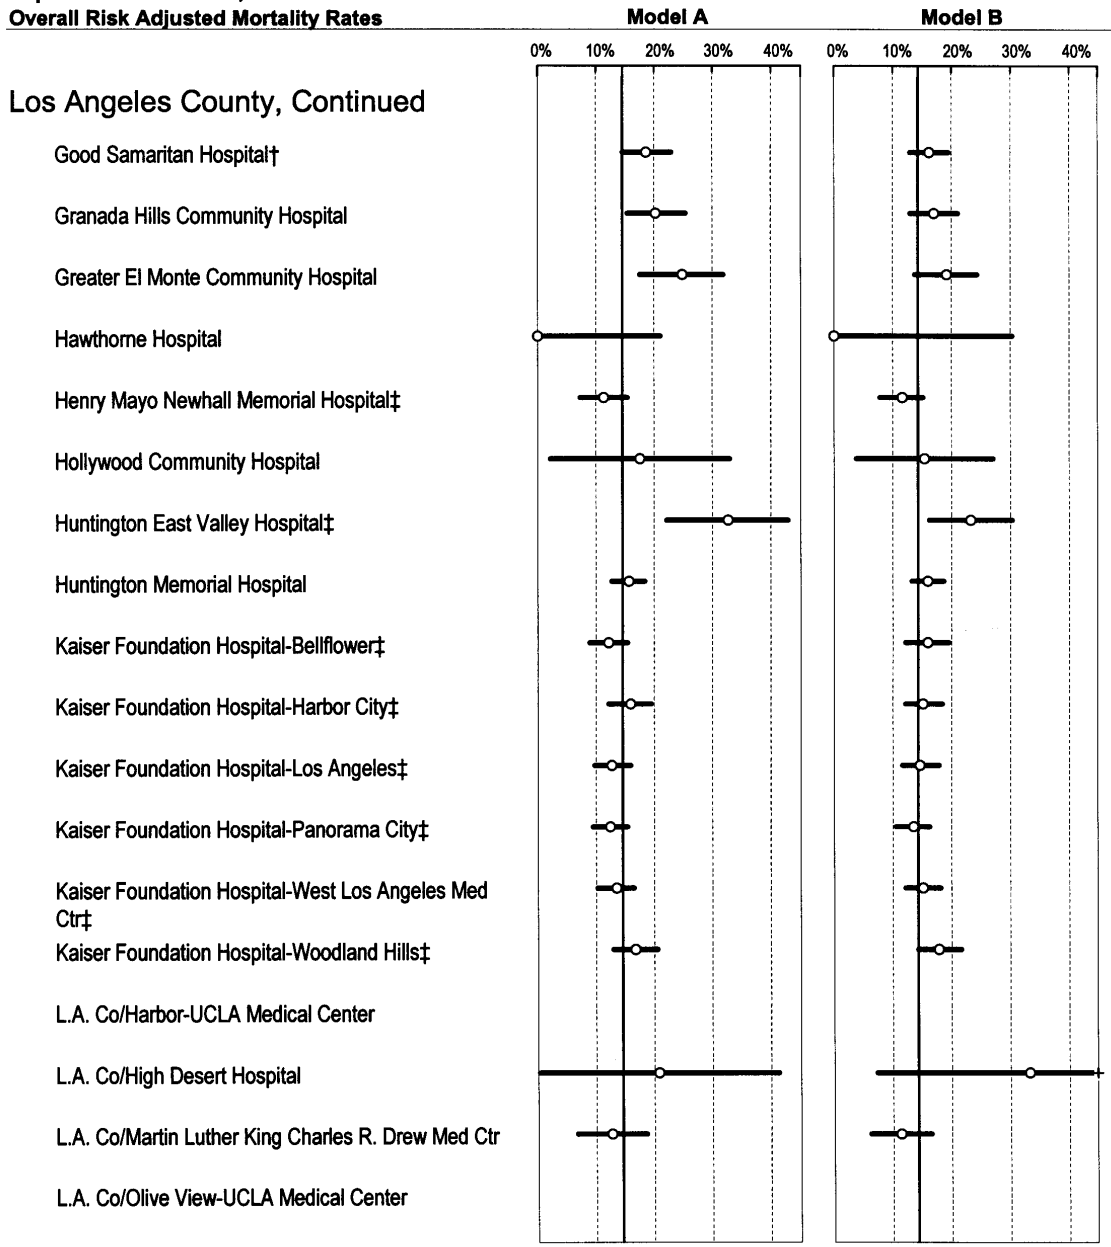 Overall Risk Adjusted Mortality Rates Model A Model B
0% 10% 20% 30% 40% 0% 10% 20% 30% 40%
Los Angeles County, Continued
Good Samaritan Hospital†
Granada Hills Community Hospital
Greater El Monte Community Hospital
Hawthorne Hospital
Henry Mayo Newhall Memorial Hospital‡
Hollywood Community Hospital
Huntington East Valley Hospital‡
Huntington Memorial Hospital
Kaiser Foundation Hospital-Bellflower‡
Kaiser Foundation Hospital-Harbor City‡
Kaiser Foundation Hospital-Los Angeles‡
Kaiser Foundation Hospital-Panorama City‡
Kaiser Foundation Hospital-West Los Angeles Med
Ctr‡
Kaiser Foundation Hospital-Woodland Hills‡
L.A. Co/Harbor-UCLA Medical Center
L.A. Co/High Desert Hospital
L.A. Co/Martin Luther King Charles R. Drew Med Ctr
L.A. Co/Olive View-UCLA Medical Center